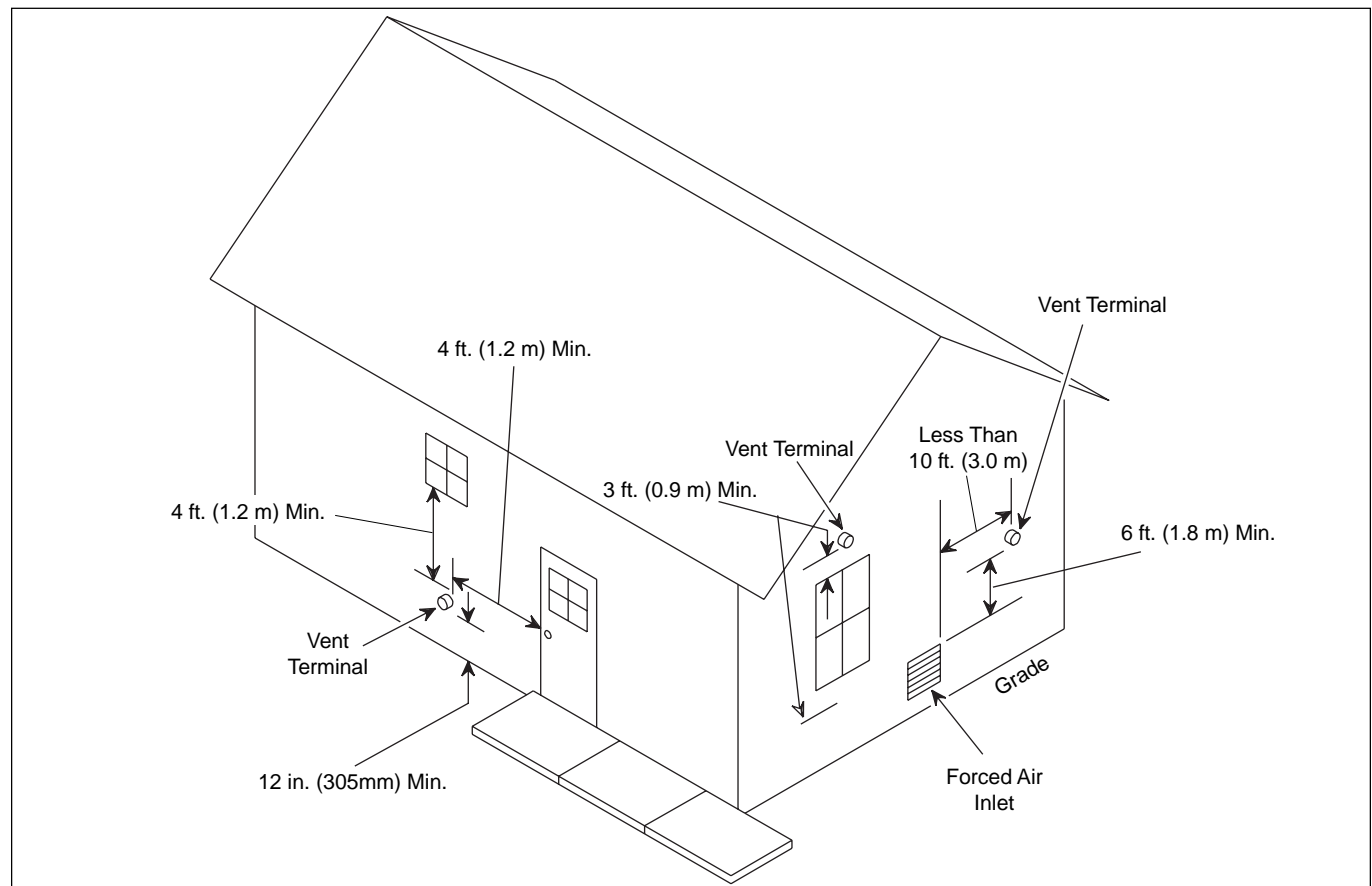 Vent Terminal
4 ft. (1.2 m) Min.
Less Than
10 ft. (3.0 m)
Vent Terminal
3 ft. (0.9 m) Min.
4 ft. (1.2 m) Min.
6 ft. (1.8 m) Min.
Vent
Terminal
Grade
12 in. (305mm) Min.
Forced Air
Inlet